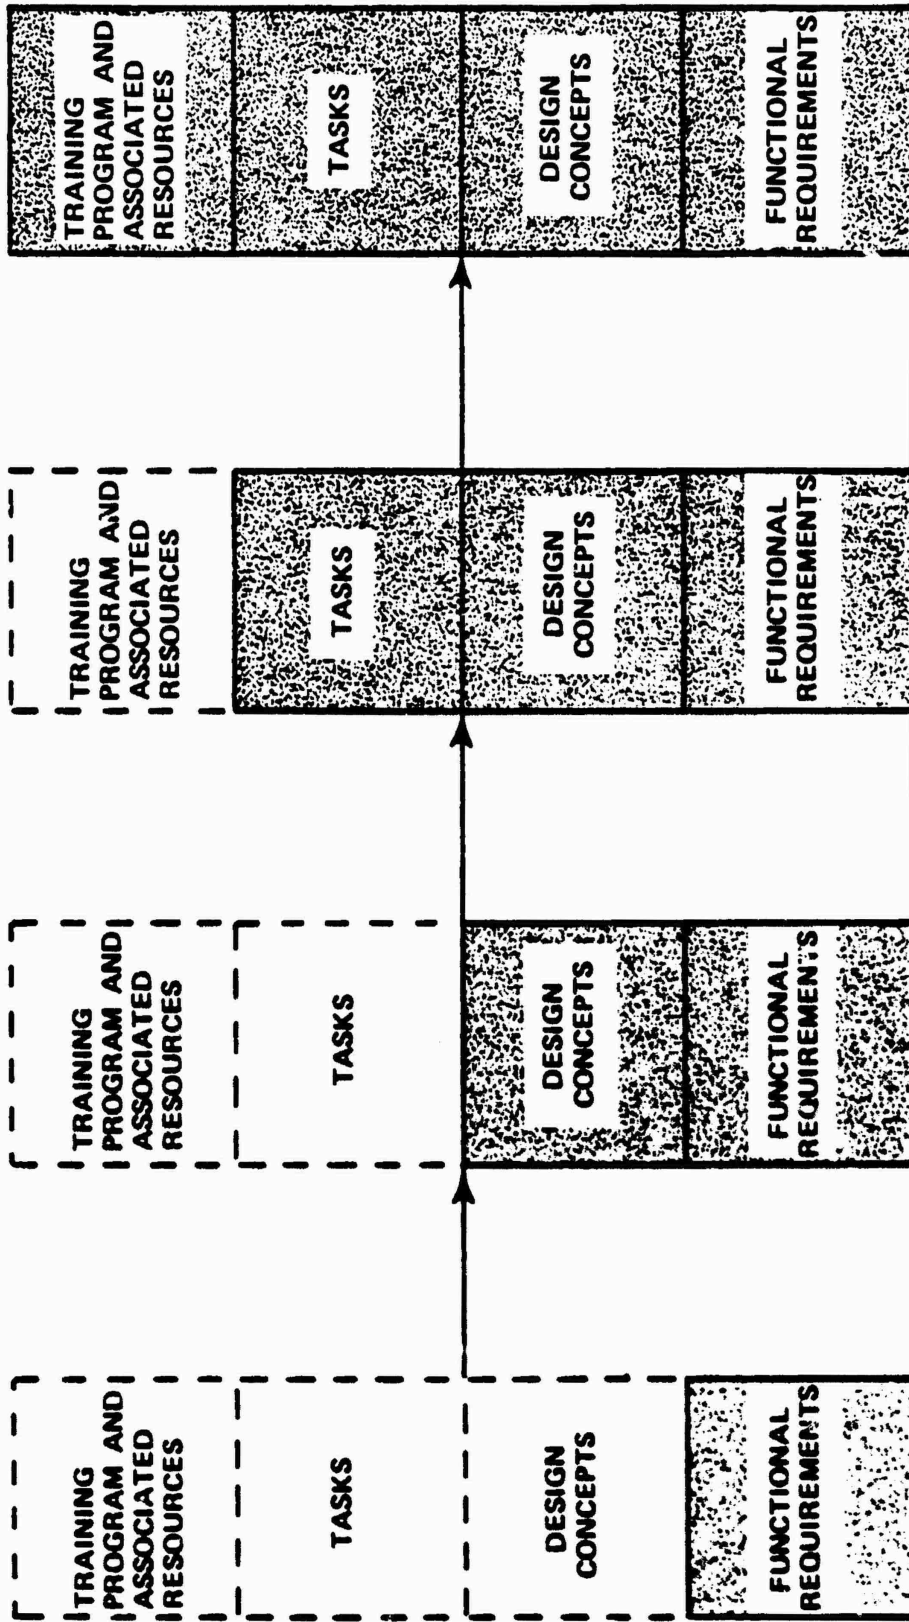 TRAINING
PROGRAM AND
ASSOCIATED
RESOURCES
TASKS
DESIGN
CONCEPTS
FUNCTIONAL
REQUIREMENTS
TRAINING
PROGRAM AND
ASSOCIATED
RESOURCES
TASKS
DESIGN
CONCEPTS
FUNCTIONAL
REQUIREMENTS
TRAINING
PROGRAM AND
ASSOCIATED
RESOURCES
TASKS
DESIGN
CONCEPTS
FUNCTIONAL
REQUIREMENTS
TRAINING
PROGRAM AND
ASSOCIATED
RESOURCES
TASKS
DESIGN
CONCEPTS
FUNCTIONAL
REQUIREMENTS